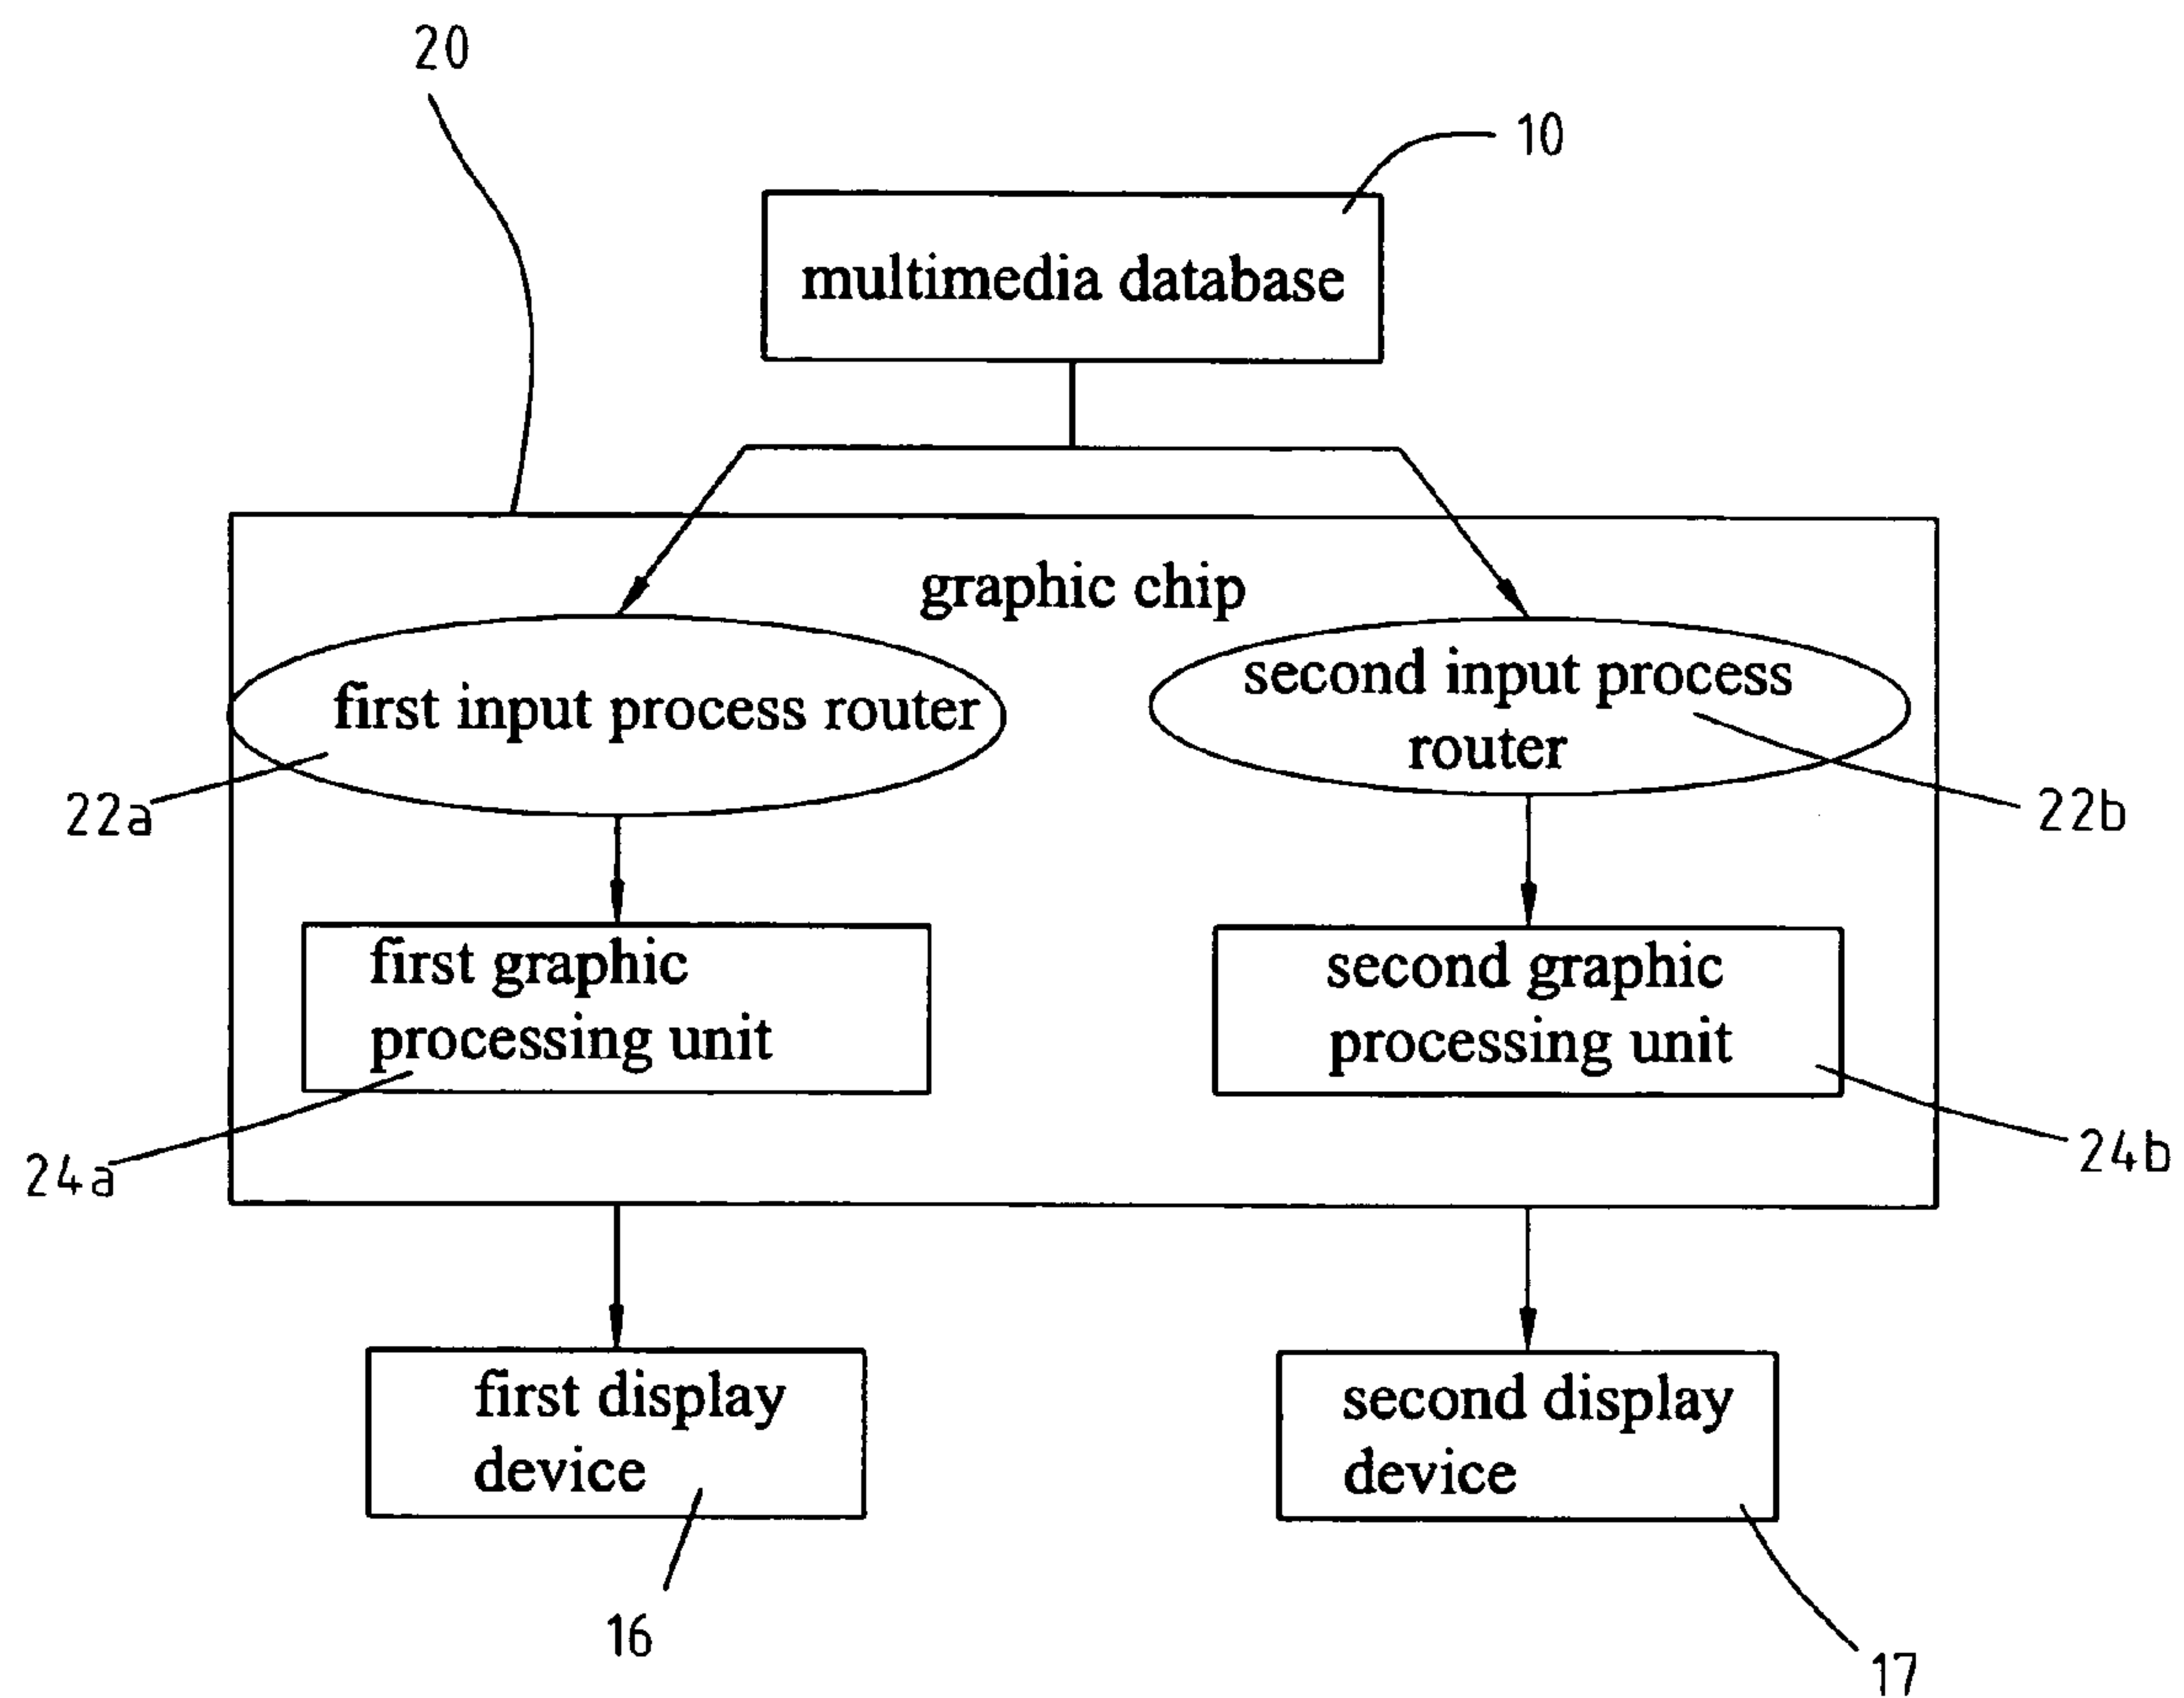 20
10
multimedia database
graphic chip
first input process router
second input process
router
22a
22b
first graphic
processing unit
second graphic
processing unit
24a
24b
first display
device
second display
device
16
17